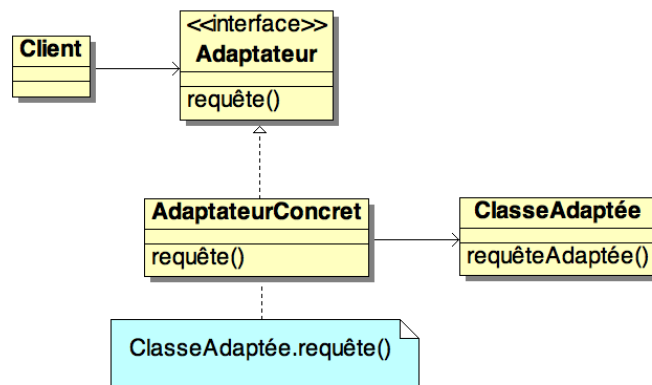 Client
<<interface>>
Adaptateur
requête()
AdaptateurConcret
requête()
ClasseAdaptée
requêteAdaptée()
ClasseAdaptée.requête()